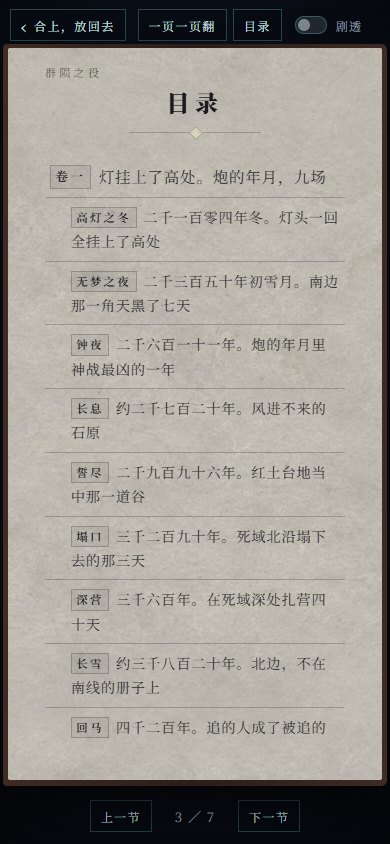 ‹ 合上，放回去 一页一页翻 目录 剧透
群陨之役
目录
卷一 灯挂上了高处。炮的年月，九场
高灯之冬 二千一百零四年冬。灯头一回
全挂上了高处
无梦之夜 二千三百五十年初雪月。南边
那一角天黑了七天
钟夜 二千六百一十一年。炮的年月里
神战最凶的一年
长息 约二千七百二十年。风进不来的
石原
誓尽 二千九百九十六年。红土台地当
中那一道谷
塌口 三千二百九十年。死域北沿塌下
去的那三天
深营 三千六百年。在死域深处扎营四
十天
长雪 约三千八百二十年。北边，不在
南线的册子上
回马 四千二百年。追的人成了被追的
上一节 3 ／ 7 下一节